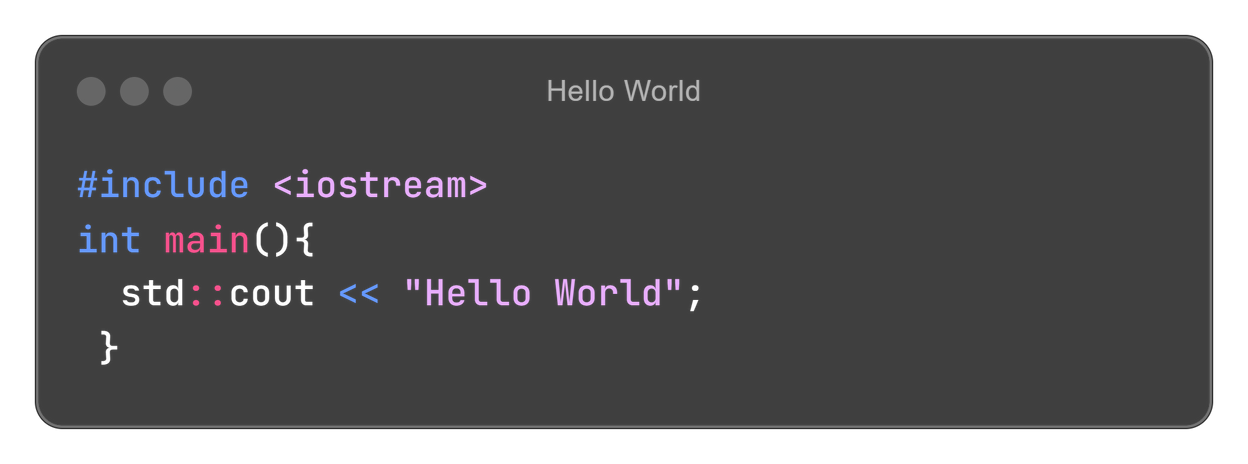 Hello World
#include <iostream>
int main(){
  std::cout << "Hello World";
 }